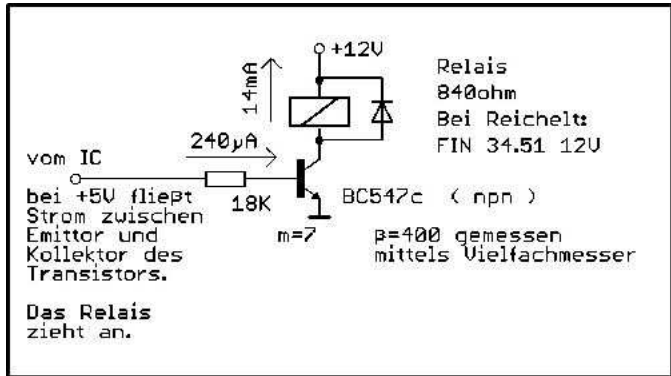 +12V
14mA
Relais
840ohm
Bei Reichelt:
FIN 34.51 12V
240µA
vom IC
18K
BC547c ( npn )
bei +5V fließt
Strom zwischen
Emittor und
Kollektor des
Transistors.
m=7
β=400 gemessen
mittels Vielfachmesser
Das Relais
zieht an.